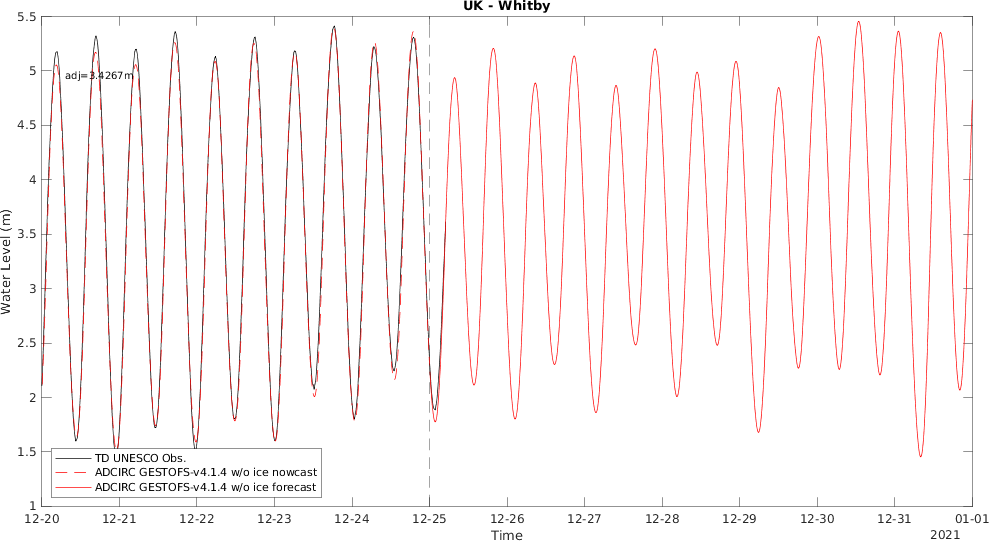 UK - Whitby
5.5
5
4.5
4
3.5
3
2.5
2
1.5
1
Water Level (m)
adj=3.4267m
TD UNESCO Obs.
ADCIRC GESTOFS-v4.1.4 w/o ice nowcast
ADCIRC GESTOFS-v4.1.4 w/o ice forecast
12-20 12-21 12-22 12-23 12-24 12-25 12-26 12-27 12-28 12-29 12-30 12-31 01-01
Time
2021